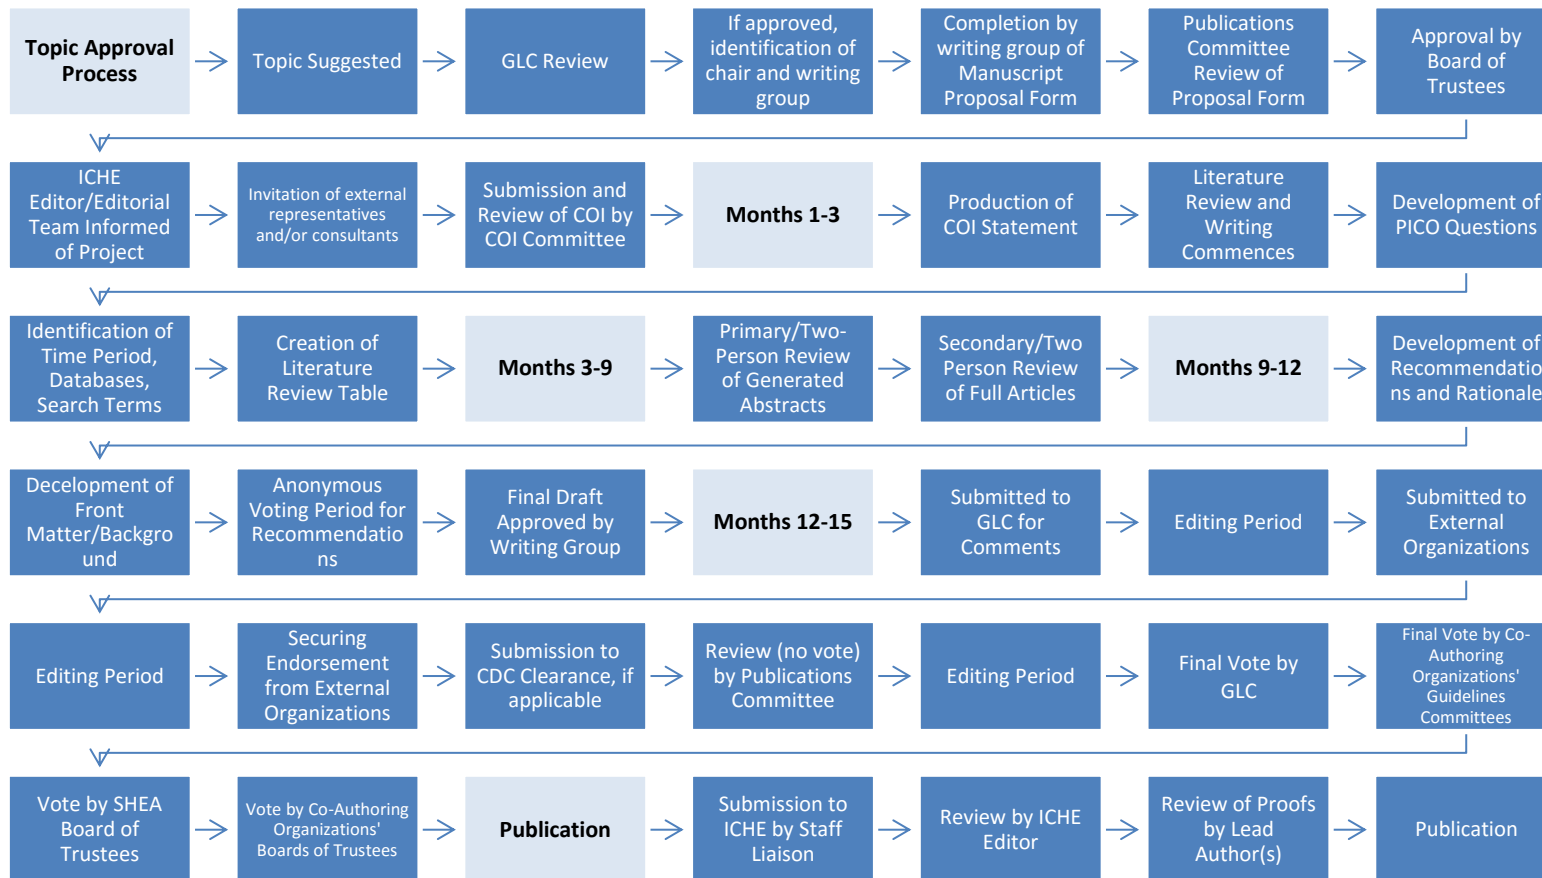 Topic Approval
Process
Topic Suggested
GLC Review
If approved,
identification of
chair and writing
group
Completion by
writing group of
Manuscript
Proposal Form
Publications
Committee
Review of
Proposal Form
Approval by
Board of
Trustees
ICHE
Editor/Editorial
Team Informed
of Project
Invitation of external
representatives
and/or consultants
Submission and
Review of COI by
COI Committee
Months 1-3
Production of
COI Statement
Literature
Review and
Writing
Commences
Development of
PICO Questions
Identification of
Time Period,
Databases,
Search Terms
Creation of
Literature
Review Table
Months 3-9
Primary/Two-
Person Review
of Generated
Abstracts
Secondary/Two
Person Review
of Full Articles
Months 9-12
Development of
Recommendatio
ns and Rationale
Decelopment of
Front
Matter/Backgro
und
Anonymous
Voting Period for
Recommendatio
ns
Final Draft
Approved by
Writing Group
Months 12-15
Submitted to
GLC for
Comments
Editing Period
Submitted to
External
Organizations
Editing Period
Securing
Endorsement
from External
Organizations
Submission to
CDC Clearance, if
applicable
Review (no vote)
by Publications
Committee
Editing Period
Final Vote by
GLC
Final Vote by Co-
Authoring
Organizations'
Guidelines
Committees
Vote by SHEA
Board of
Trustees
Vote by Co-Authoring
Organizations'
Boards of Trustees
Publication
Submission to
ICHE by Staff
Liaison
Review by ICHE
Editor
Review of Proofs
by Lead
Author(s)
Publication